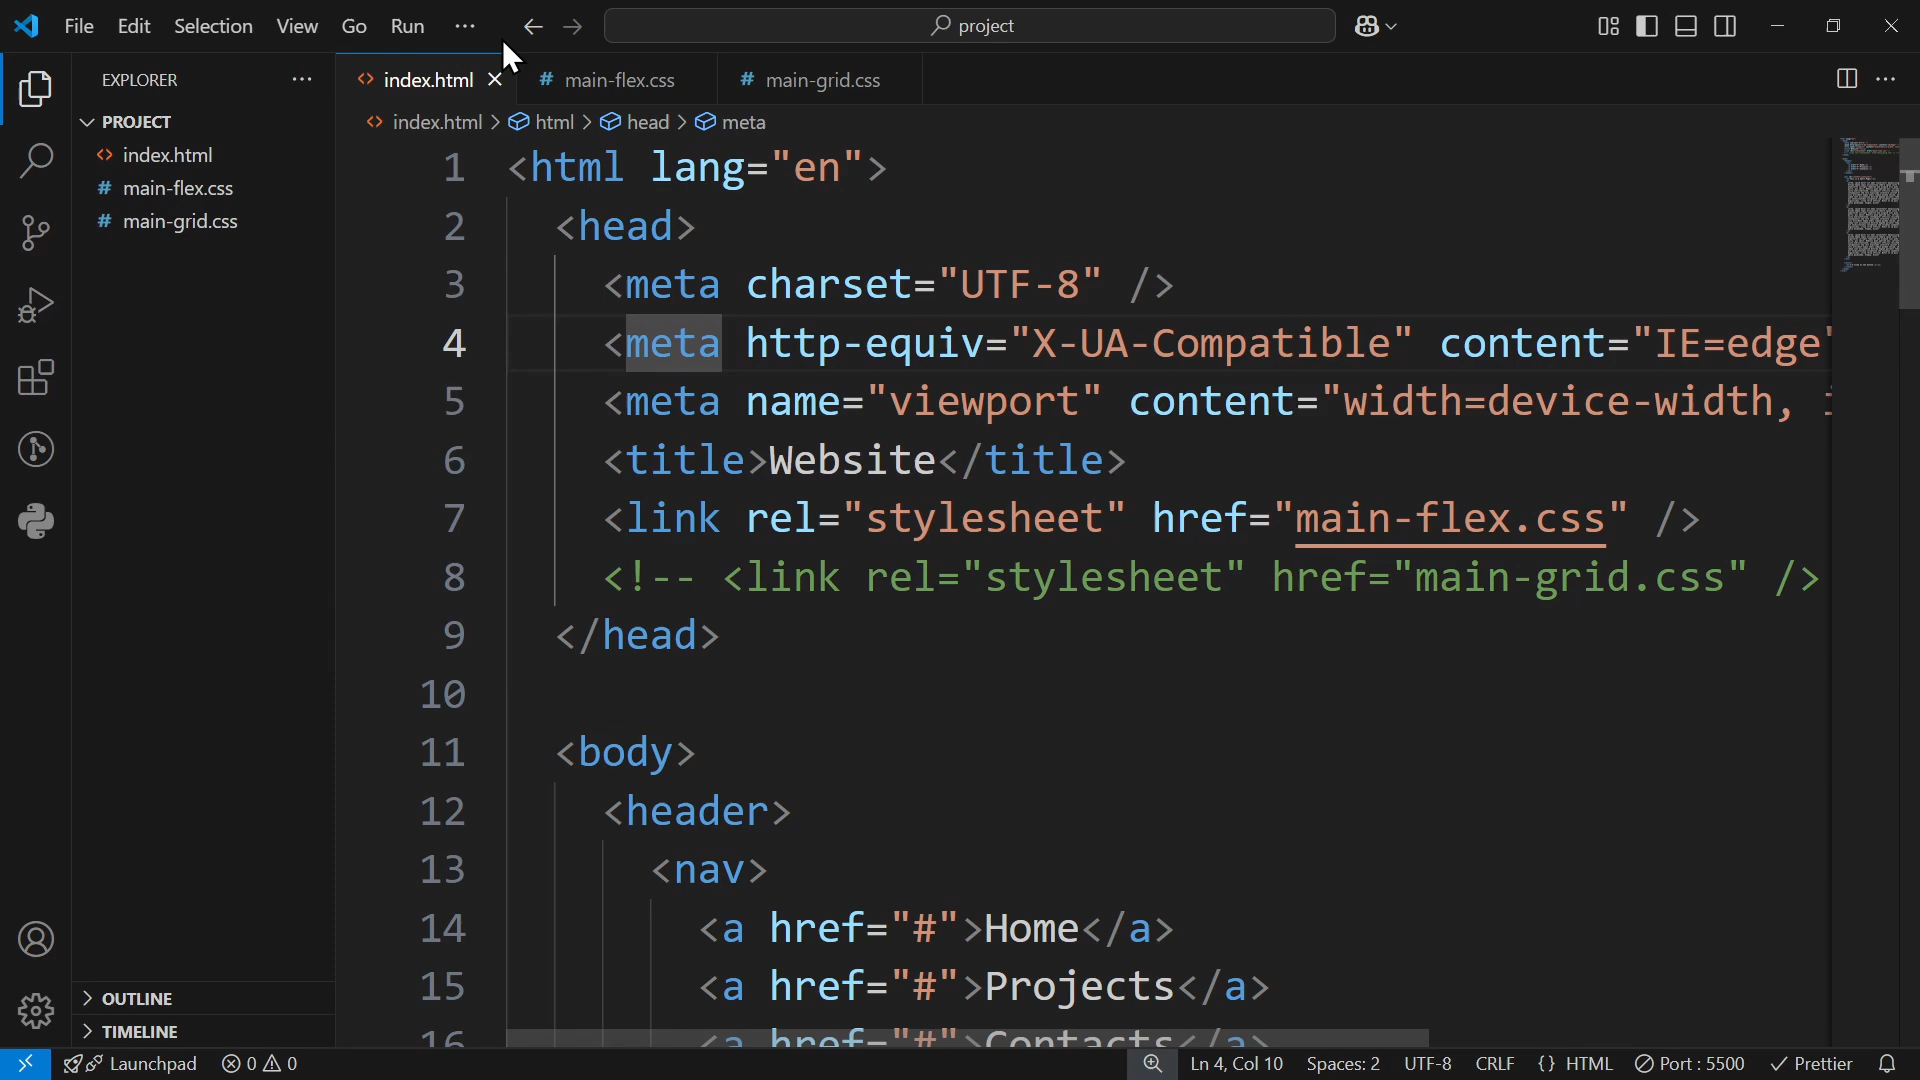 File Edit Selection View Go Run ··· project
EXPLORER ···
PROJECT
index.html
main-flex.css
main-grid.css
OUTLINE
TIMELINE
index.html main-flex.css main-grid.css ···
index.html > html > head > meta
1 <html lang="en">
2 <head>
3 <meta charset="UTF-8" />
4 <meta http-equiv="X-UA-Compatible" content="IE=edge"
5 <meta name="viewport" content="width=device-width,
6 <title>Website</title>
7 <link rel="stylesheet" href="main-flex.css" />
8 <!-- <link rel="stylesheet" href="main-grid.css" />
9 </head>
10
11 <body>
12 <header>
13 <nav>
14 <a href="#">Home</a>
15 <a href="#">Projects</a>
16 <a href="#">Contacts</a>
Launchpad 0 0 Ln 4, Col 10 Spaces: 2 UTF-8 CRLF {} HTML Port : 5500 Prettier